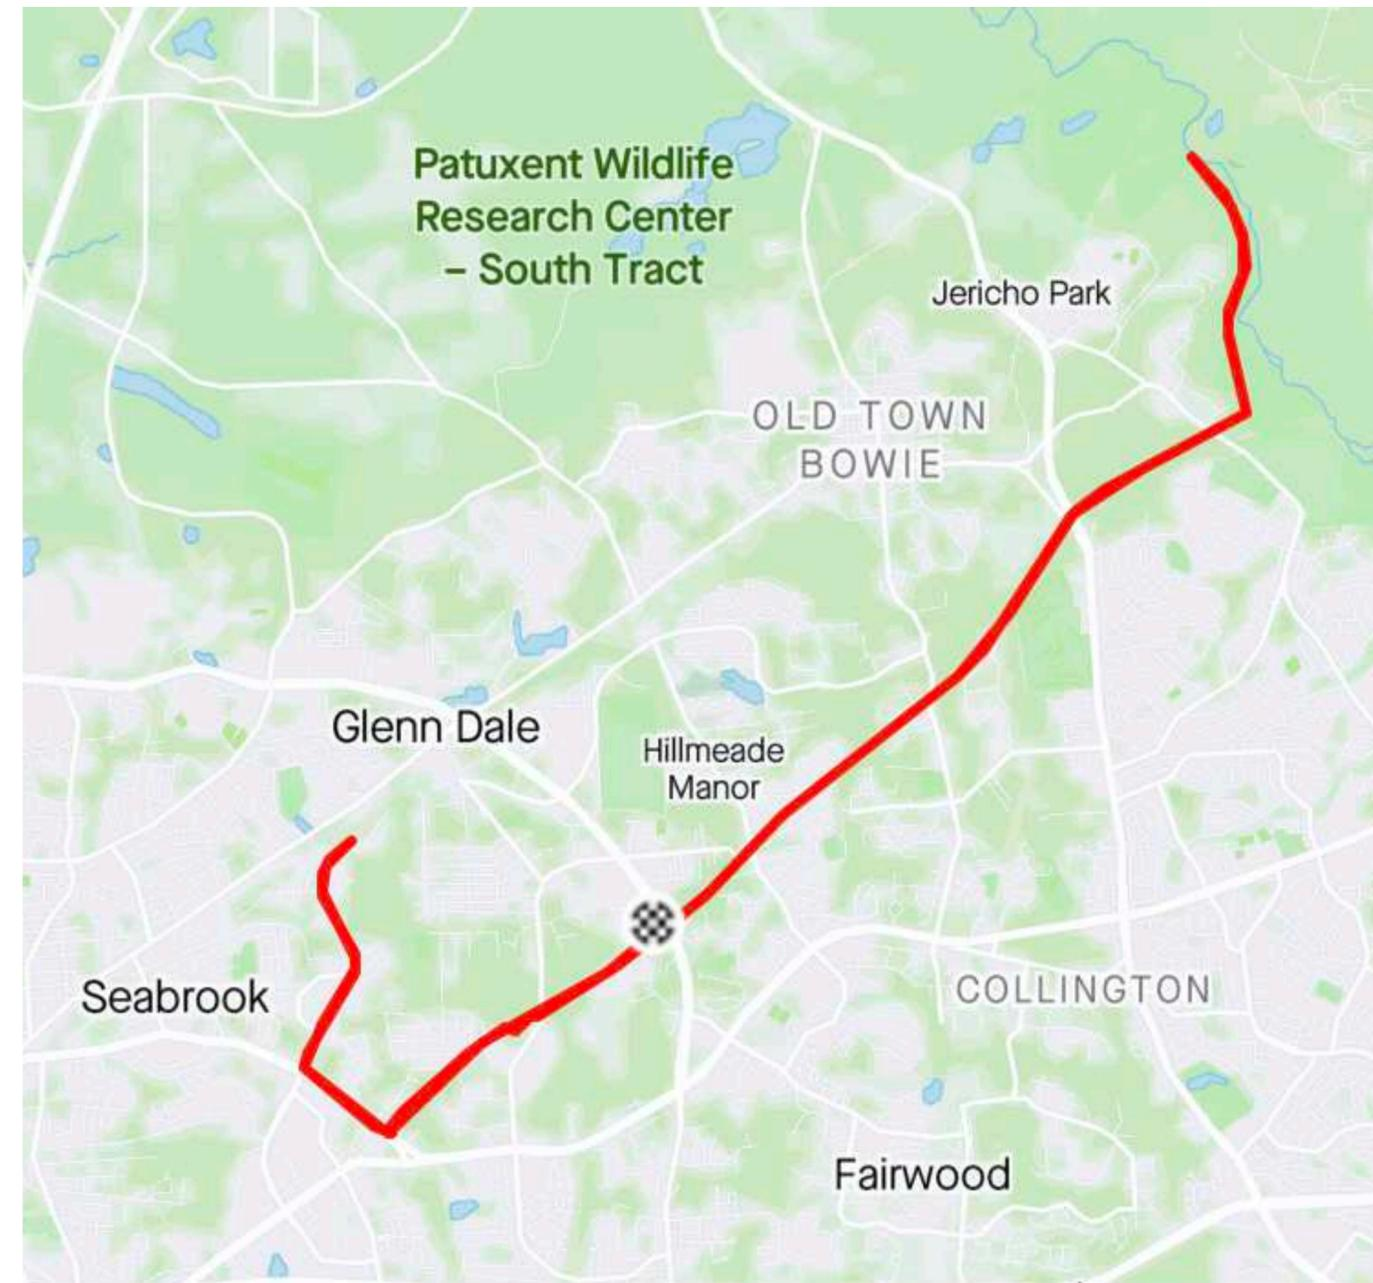 Patuxent Wildlife
Research Center
– South Tract
Jericho Park
OLD TOWN
BOWIE
Glenn Dale
Hillmeade
Manor
Seabrook
COLLINGTON
Fairwood